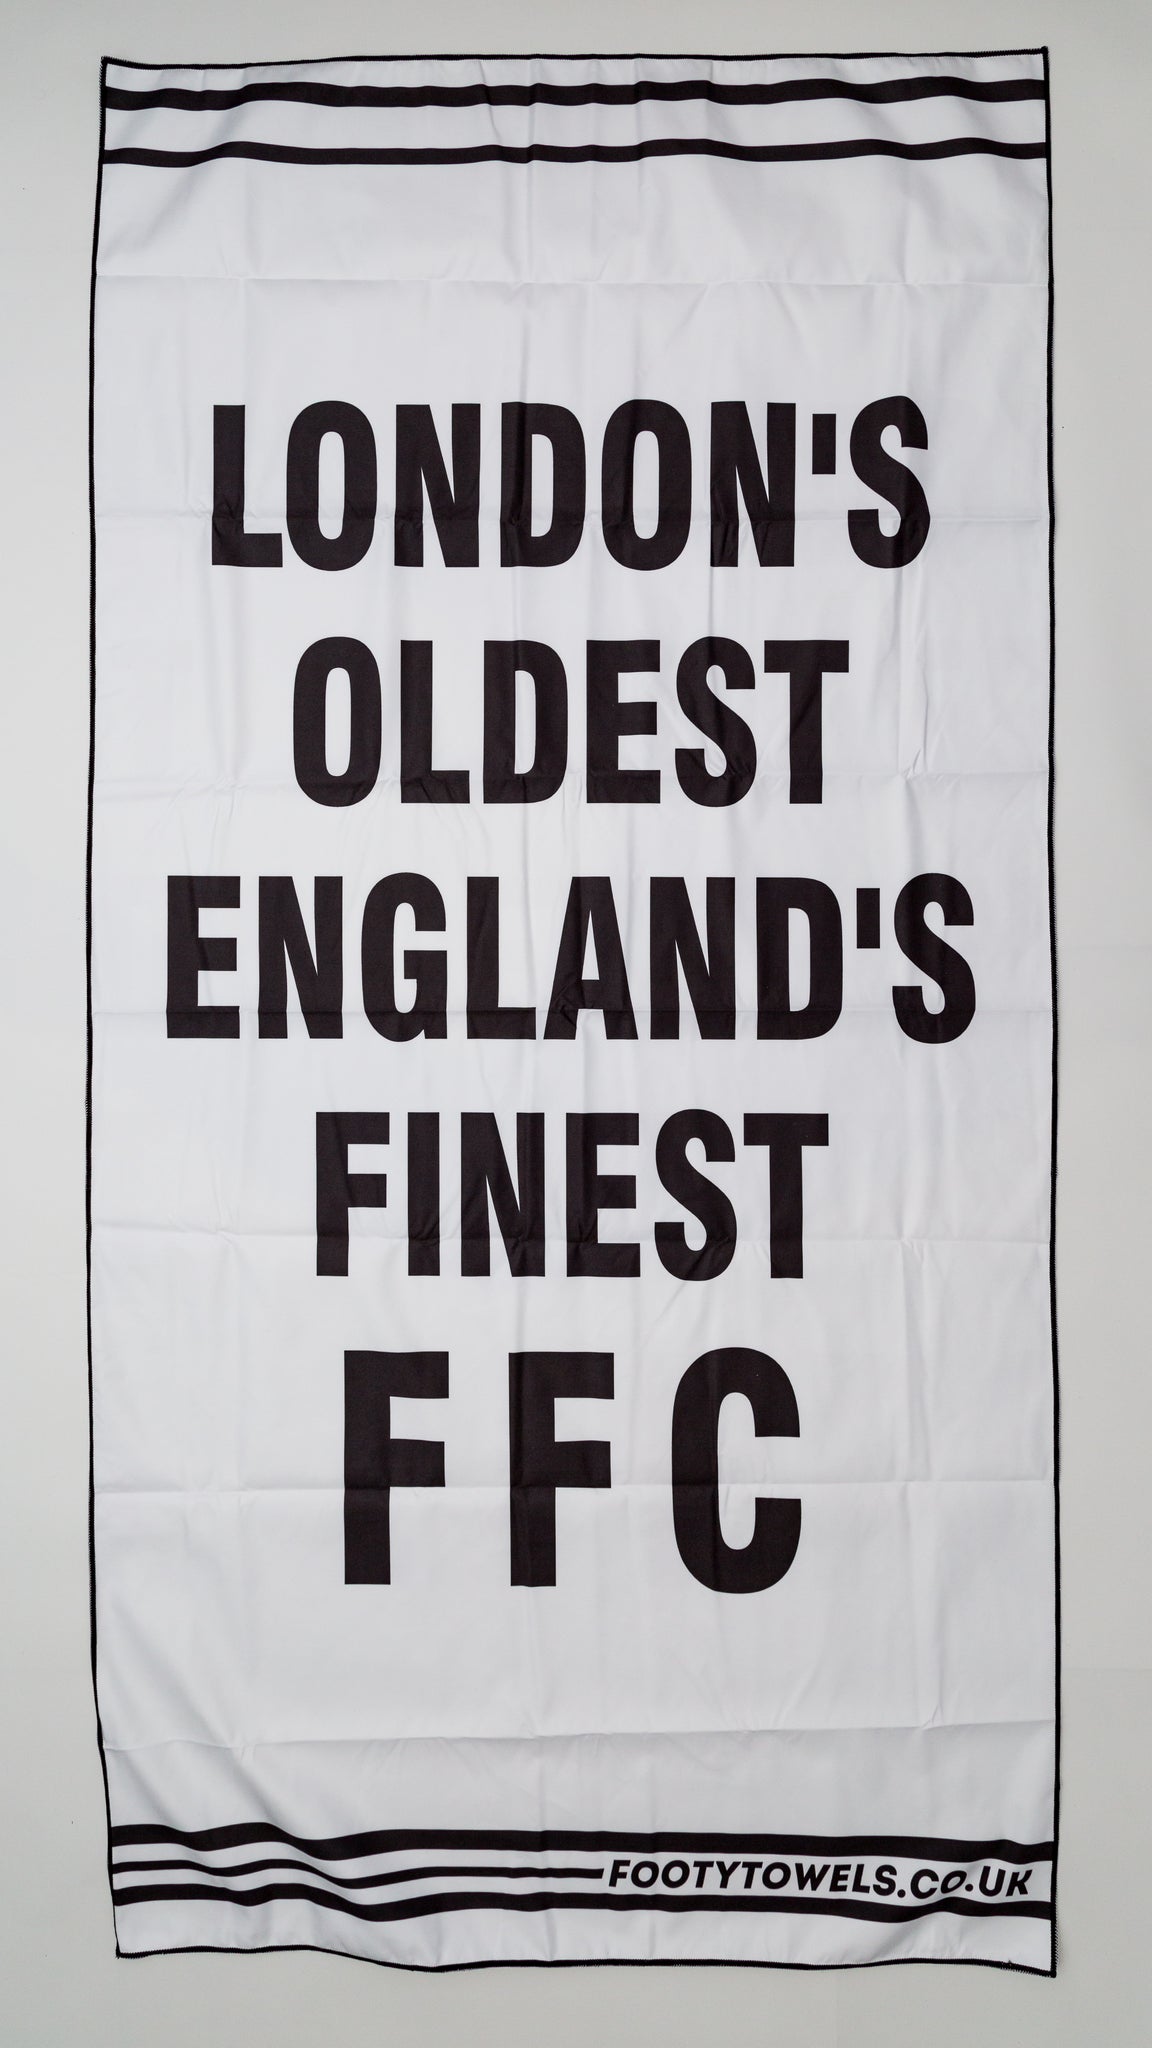 LONDON'S
OLDEST
ENGLAND'S
FINEST
FFC
FOOTYTOWELS.CO.UK